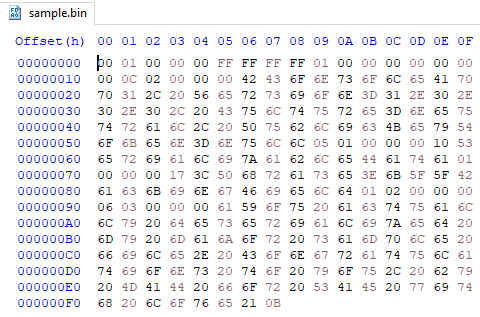 sample.bin
Offset(h) 00 01 02 03 04 05 06 07 08 09 0A 0B 0C 0D 0E 0F
00000000 00 01 00 00 00 FF FF FF FF 01 00 00 00 00 00 00
00000010 00 0C 02 00 00 00 42 43 6F 6E 73 6F 6C 65 41 70
00000020 70 31 2C 20 56 65 72 73 69 6F 6E 3D 31 2E 30 2E
00000030 30 2E 30 2C 20 43 75 6C 74 75 72 65 3D 6E 65 75
00000040 74 72 61 6C 2C 20 50 75 62 6C 69 63 4B 65 79 54
00000050 6F 6B 65 6E 3D 6E 75 6C 6C 05 01 00 00 00 10 53
00000060 65 72 69 61 6C 69 7A 61 62 6C 65 44 61 74 61 01
00000070 00 00 00 17 3C 50 68 72 61 73 65 3E 6B 5F 5F 42
00000080 61 63 6B 69 6E 67 46 69 65 6C 64 01 02 00 00 00
00000090 06 03 00 00 00 61 59 6F 75 20 61 63 74 75 61 6C
000000A0 6C 79 20 64 65 73 65 72 69 61 6C 69 7A 65 64 20
000000B0 6D 79 20 6D 61 6A 6F 72 20 73 61 6D 70 6C 65 20
000000C0 66 69 6C 65 2E 20 43 6F 6E 67 72 61 74 75 6C 61
000000D0 74 69 6F 6E 73 20 74 6F 20 79 6F 75 2C 20 62 79
000000E0 20 4D 41 44 20 66 6F 72 20 53 41 45 20 77 69 74
000000F0 68 20 6C 6F 76 65 21 0B